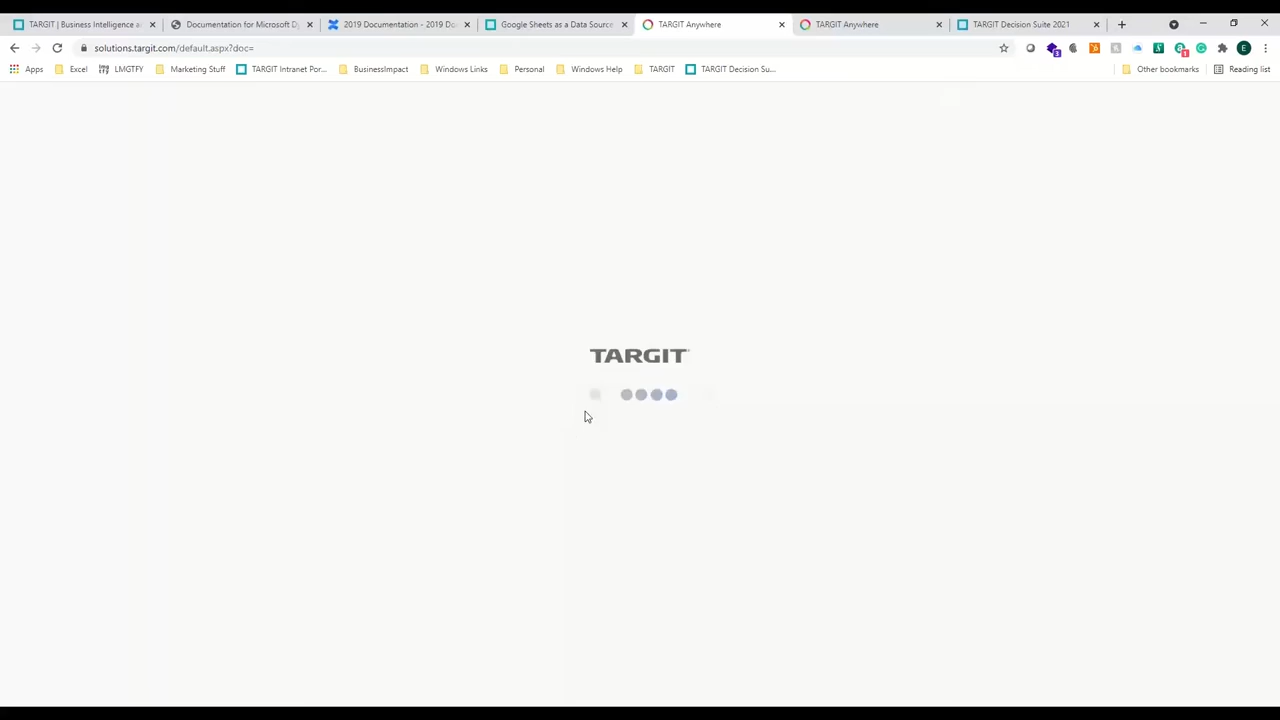 TARGIT | Business Intelligence a
Documentation for Microsoft Dy
2019 Documentation - 2019 Do
Google Sheets as a Data Source
TARGIT Anywhere
TARGIT Anywhere
TARGIT Decision Suite 2021
solutions.targit.com/default.aspx?doc=
Apps
Excel
LMGTFY
Marketing Stuff
TARGIT Intranet Por...
BusinessImpact
Windows Links
Personal
Windows Help
TARGIT
TARGIT Decision Su...
Other bookmarks
Reading list
TARGIT